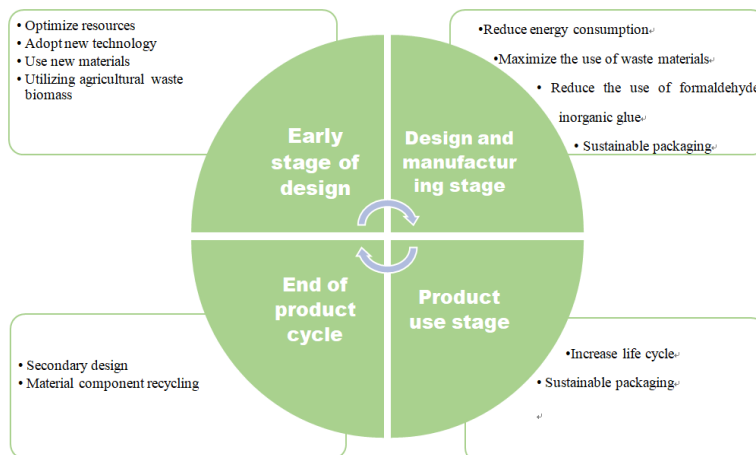 • Optimize resources
• Adopt new technology
• Use new materials
• Utilizing agricultural waste
biomass
•Reduce energy consumption
•Maximize the use of waste materials
• Reduce the use of formaldehyde
inorganic glue
• Sustainable packaging
Early
stage of
design
Design and
manufactur
ing stage
End of
product
cycle
Product
use stage
• Secondary design
• Material component recycling
•Increase life cycle
• Sustainable packaging